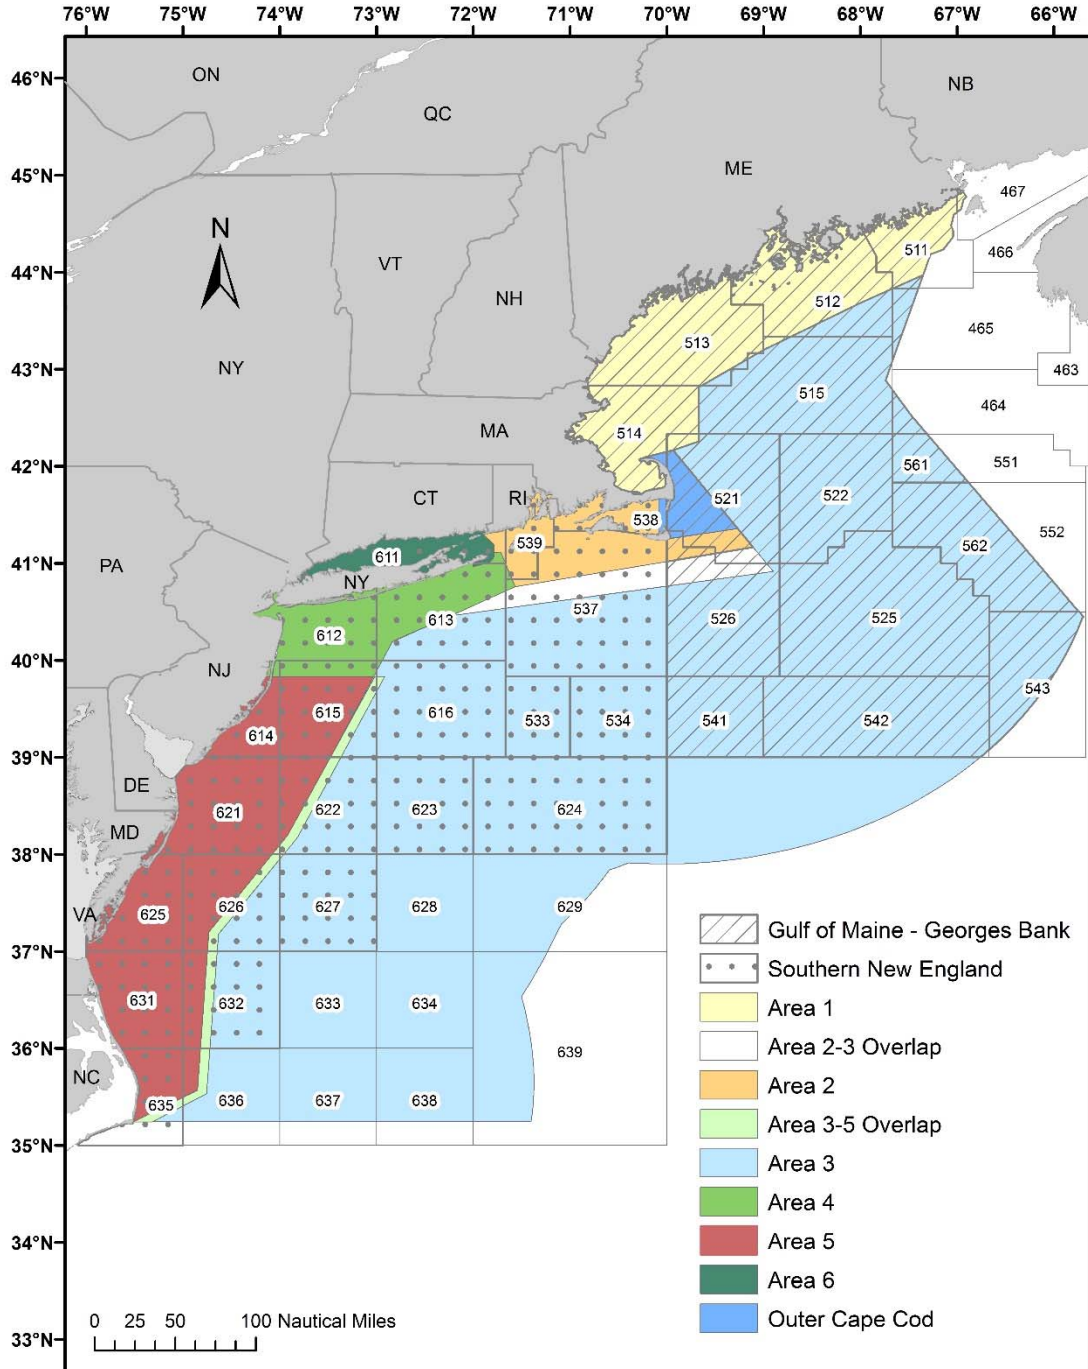 76°W 75°W 74°W 73°W 72°W 71°W 70°W 69°W 68°W 67°W 66°W
46°N
45°N
44°N
43°N
42°N
41°N
40°N
39°N
38°N
37°N
36°N
35°N
34°N
33°N
ON
QC
NB
ME
N
VT
NH
NY
MA
CT
RI
NY
PA
NJ
DE
MD
VA
NC
467
511
466
512
465
513
463
515
464
514
551
561
521
522
538
552
539
562
611
537
526
525
613
612
543
615
616
533
534
541
542
614
621
622
623
624
625
626
627
628
629
631
632
633
634
639
635
636
637
638
Gulf of Maine - Georges Bank
Southern New England
Area 1
Area 2-3 Overlap
Area 2
Area 3-5 Overlap
Area 3
Area 4
Area 5
Area 6
Outer Cape Cod
0 25 50 100 Nautical Miles